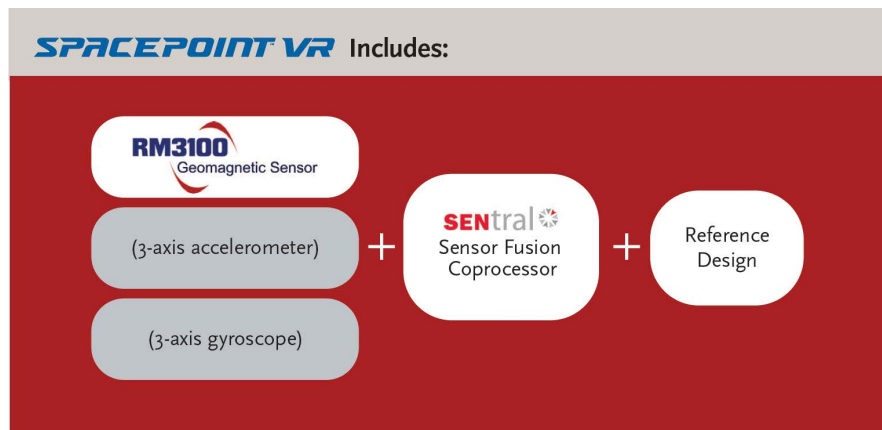 SPACEPOINT VR Includes:
RM3100
Geomagnetic Sensor
(3-axis accelerometer)
(3-axis gyroscope)
+
SENtral
Sensor Fusion
Coprocessor
+
Reference
Design